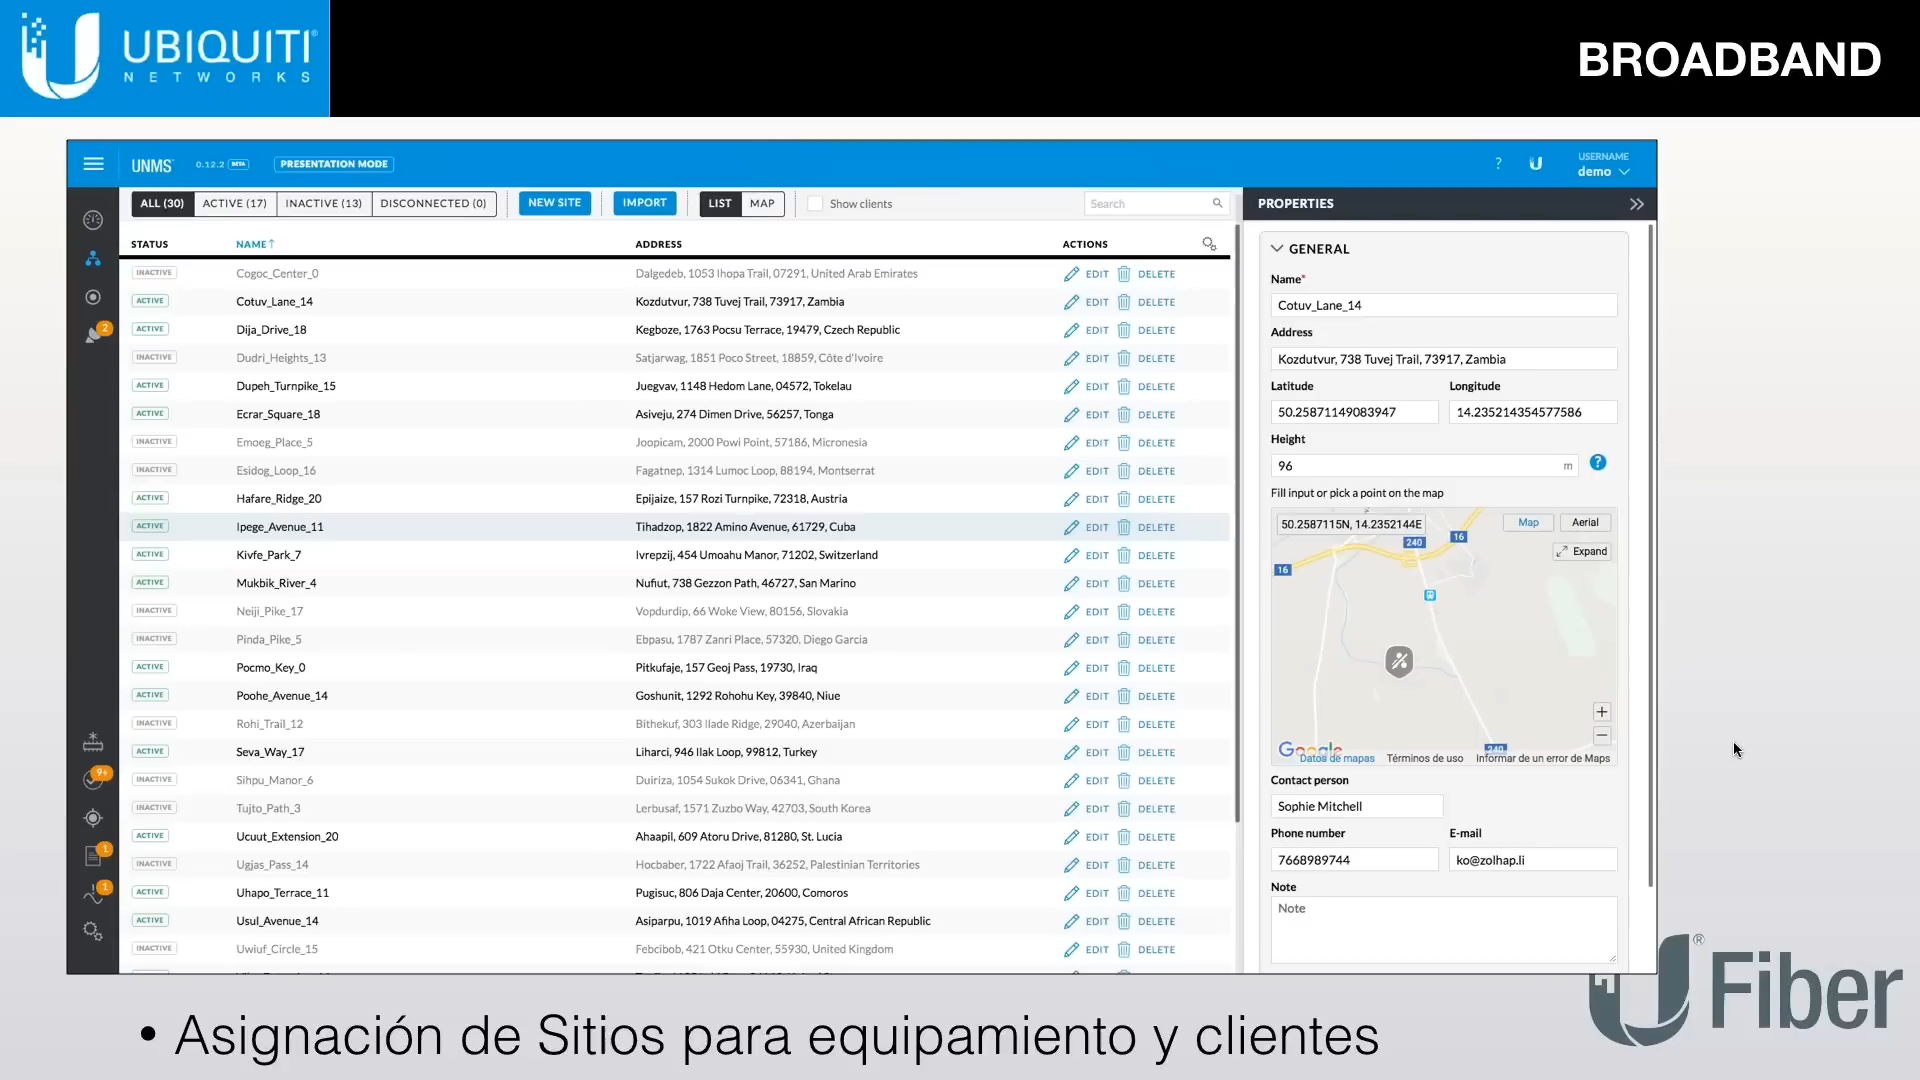 UBIQUITI
NETWORKS
BROADBAND
UNMS 0.12.2 BETA PRESENTATION MODE
? USERNAME
demo
ALL (30) ACTIVE (17) INACTIVE (13) DISCONNECTED (0) NEW SITE IMPORT LIST MAP Show clients Search
STATUS NAME↑ ADDRESS ACTIONS
INACTIVE Cogoc_Center_0 Dalgedeb, 1053 Ihopa Trail, 07291, United Arab Emirates EDIT DELETE
ACTIVE Cotuv_Lane_14 Kozdutvur, 738 Tuvej Trail, 73917, Zambia EDIT DELETE
ACTIVE Dija_Drive_18 Kegboze, 1763 Pocsu Terrace, 19479, Czech Republic EDIT DELETE
INACTIVE Dudri_Heights_13 Satjarwag, 1851 Poco Street, 18859, Côte d'Ivoire EDIT DELETE
ACTIVE Dupeh_Turnpike_15 Juegvav, 1148 Hedom Lane, 04572, Tokelau EDIT DELETE
ACTIVE Ecrar_Square_18 Asiveju, 274 Dimen Drive, 56257, Tonga EDIT DELETE
INACTIVE Emoeg_Place_5 Joopicam, 2000 Powi Point, 57186, Micronesia EDIT DELETE
INACTIVE Esidog_Loop_16 Fagatnep, 1314 Lumoc Loop, 88194, Montserrat EDIT DELETE
ACTIVE Hafare_Ridge_20 Epijaize, 157 Rozi Turnpike, 72318, Austria EDIT DELETE
ACTIVE Ipege_Avenue_11 Tihadzop, 1822 Amino Avenue, 61729, Cuba EDIT DELETE
ACTIVE Kivfe_Park_7 Ivrepzij, 454 Umoahu Manor, 71202, Switzerland EDIT DELETE
ACTIVE Mukbik_River_4 Nufiut, 738 Gezzon Path, 46727, San Marino EDIT DELETE
INACTIVE Neiji_Pike_17 Vopdurdip, 66 Woke View, 80156, Slovakia EDIT DELETE
INACTIVE Pinda_Pike_5 Ebpasu, 1787 Zanri Place, 57320, Diego Garcia EDIT DELETE
ACTIVE Pocmo_Key_0 Pitkufaje, 157 Geoj Pass, 19730, Iraq EDIT DELETE
ACTIVE Poohe_Avenue_14 Goshunit, 1292 Rohohu Key, 39840, Niue EDIT DELETE
INACTIVE Rohi_Trail_12 Bithekuf, 303 Ilade Ridge, 29040, Azerbaijan EDIT DELETE
ACTIVE Seva_Way_17 Liharci, 946 Ilak Loop, 99812, Turkey EDIT DELETE
INACTIVE Sihpu_Manor_6 Duiriza, 1054 Sukok Drive, 06341, Ghana EDIT DELETE
INACTIVE Tujto_Path_3 Lerbusaf, 1571 Zuzbo Way, 42703, South Korea EDIT DELETE
ACTIVE Ucuut_Extension_20 Ahaapil, 609 Atoru Drive, 81280, St. Lucia EDIT DELETE
INACTIVE Ugjas_Pass_14 Hocbaber, 1722 Afaoj Trail, 36252, Palestinian Territories EDIT DELETE
ACTIVE Uhapo_Terrace_11 Pugisuc, 806 Daja Center, 20600, Comoros EDIT DELETE
ACTIVE Usul_Avenue_14 Asiparpu, 1019 Afiha Loop, 04275, Central African Republic EDIT DELETE
INACTIVE Uwiuf_Circle_15 Febcibob, 421 Otku Center, 55930, United Kingdom EDIT DELETE
2
9+
1
1
PROPERTIES
GENERAL
Name*
Cotuv_Lane_14
Address
Kozdutvur, 738 Tuvej Trail, 73917, Zambia
Latitude Longitude
50.25871149083947 14.235214354577586
Height
96 m ?
Fill input or pick a point on the map
50.2587115N, 14.2352144E Map Aerial
Expand
16
240
16
+
−
240
Google
Datos de mapas Términos de uso Informar de un error de Maps
Contact person
Sophie Mitchell
Phone number E-mail
7668989744 ko@zolhap.li
Note
Note
• Asignación de Sitios para equipamiento y clientes
U® Fiber